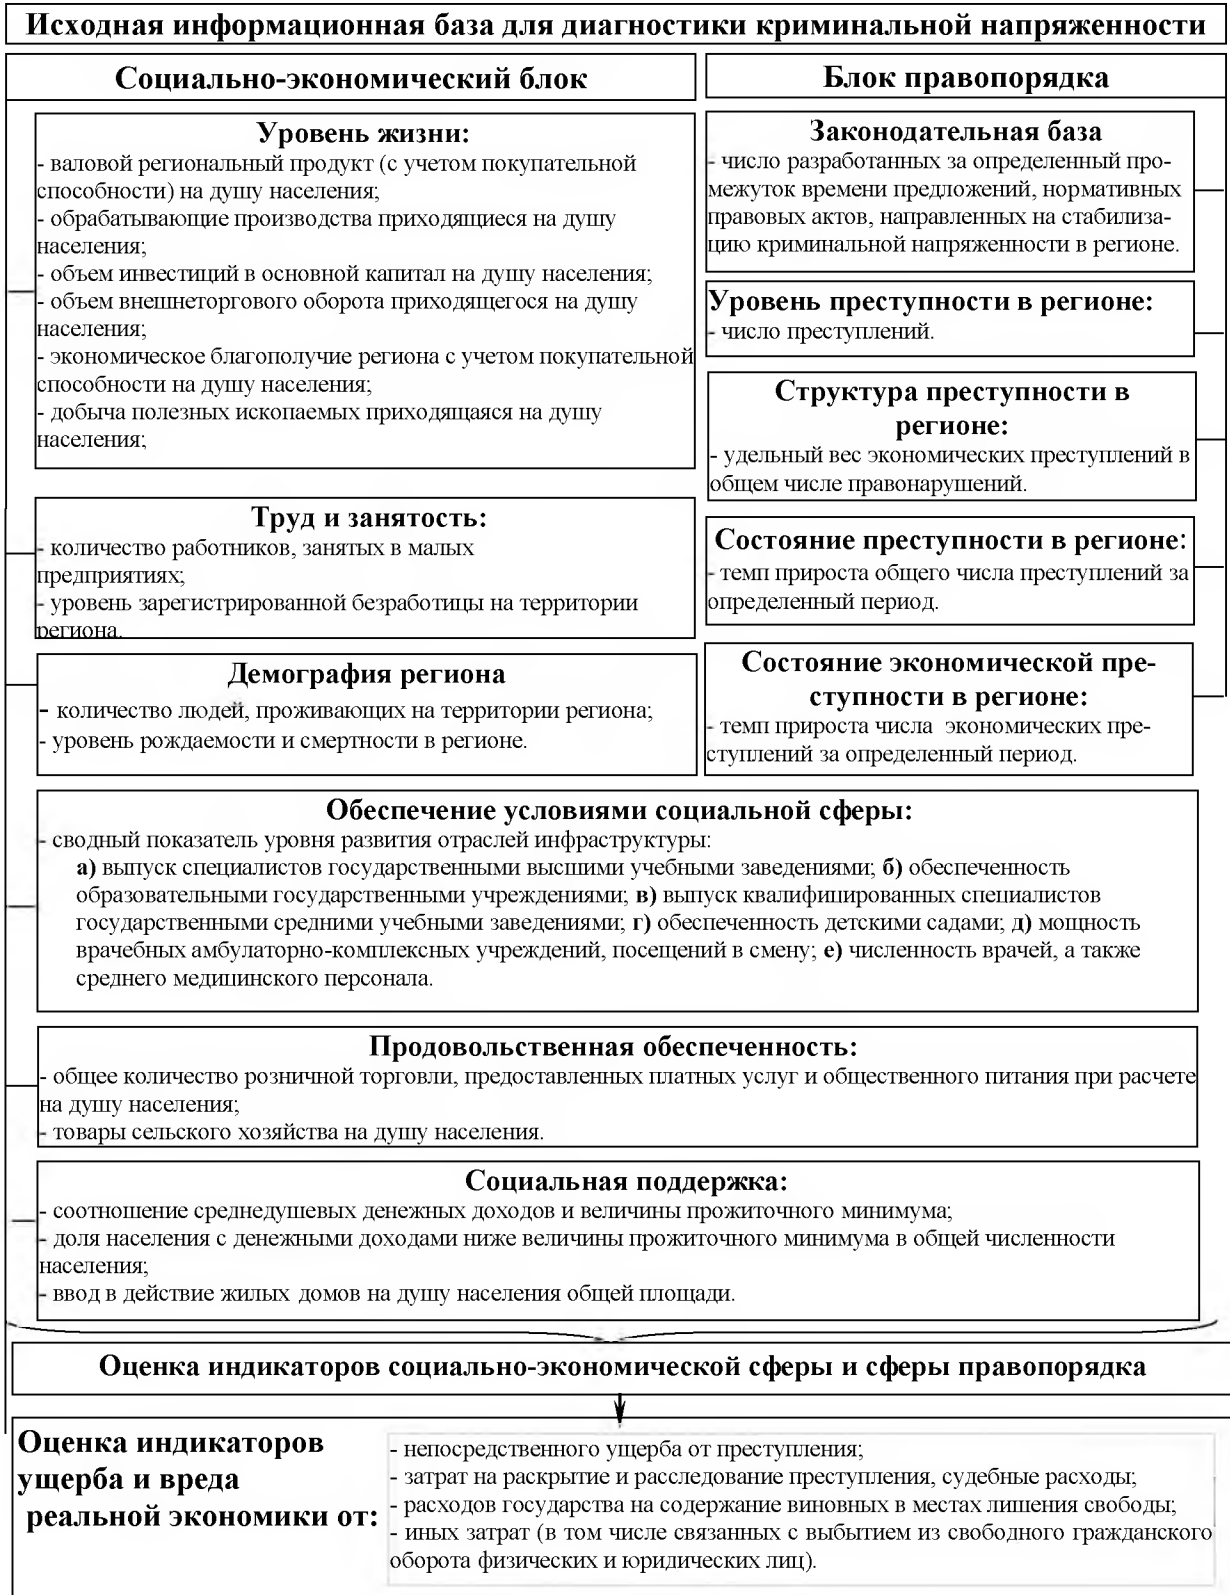 Исходная информационная база для диагностики криминальной напряженности
Социально-экономический блок
Уровень жизни:
- валовой региональный продукт (с учетом покупательной
способности) на душу населения;
- обрабатывающие производства приходящиеся на душу
населения;
- объем инвестиций в основной капитал на душу населения;
- объем внешнеторгового оборота приходящегося на душу
населения;
- экономическое благополучие региона с учетом покупательной
способности на душу населения;
- добыча полезных ископаемых приходящаяся на душу
населения;
Труд и занятость:
- количество работников, занятых в малых
предприятиях;
- уровень зарегистрированной безработицы на территории
региона.
Демография региона
- количество людей, проживающих на территории региона;
- уровень рождаемости и смертности в регионе.
Блок правопорядка
Законодательная база
- число разработанных за определенный про-
межуток времени предложений, нормативных
правовых актов, направленных на стабилиза-
цию криминальной напряженности в регионе.
Уровень преступности в регионе:
- число преступлений.
Структура преступности в
регионе:
- удельный вес экономических преступлений в
общем числе правонарушений.
Состояние преступности в регионе:
- темп прироста общего числа преступлений за
определенный период.
Состояние экономической пре-
ступности в регионе:
- темп прироста числа экономических пре-
ступлений за определенный период.
Обеспечение условиями социальной сферы:
- сводный показатель уровня развития отраслей инфраструктуры:
а) выпуск специалистов государственными высшими учебными заведениями; б) обеспеченность
образовательными государственными учреждениями; в) выпуск квалифицированных специалистов
государственными средними учебными заведениями; г) обеспеченность детскими садами; д) мощность
врачебных амбулаторно-комплексных учреждений, посещений в смену; е) численность врачей, а также
среднего медицинского персонала.
Продовольственная обеспеченность:
- общее количество розничной торговли, предоставленных платных услуг и общественного питания при расчете
на душу населения;
- товары сельского хозяйства на душу населения.
Социальная поддержка:
- соотношение среднедушевых денежных доходов и величины прожиточного минимума;
- доля населения с денежными доходами ниже величины прожиточного минимума в общей численности
населения;
- ввод в действие жилых домов на душу населения общей площади.
Оценка индикаторов социально-экономической сферы и сферы правопорядка
Оценка индикаторов
ущерба и вреда
реальной экономики от:
- непосредственного ущерба от преступления;
- затрат на раскрытие и расследование преступления, судебные расходы;
- расходов государства на содержание виновных в местах лишения свободы;
- иных затрат (в том числе связанных с выбытием из свободного гражданского
оборота физических и юридических лиц).